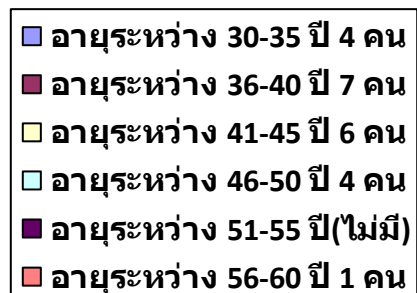 อายุระหว่าง 30-35 ปี 4 คน
อายุระหว่าง 36-40 ปี 7 คน
อายุระหว่าง 41-45 ปี 6 คน
อายุระหว่าง 46-50 ปี 4 คน
อายุระหว่าง 51-55 ปี(ไม่มี)
อายุระหว่าง 56-60 ปี 1 คน